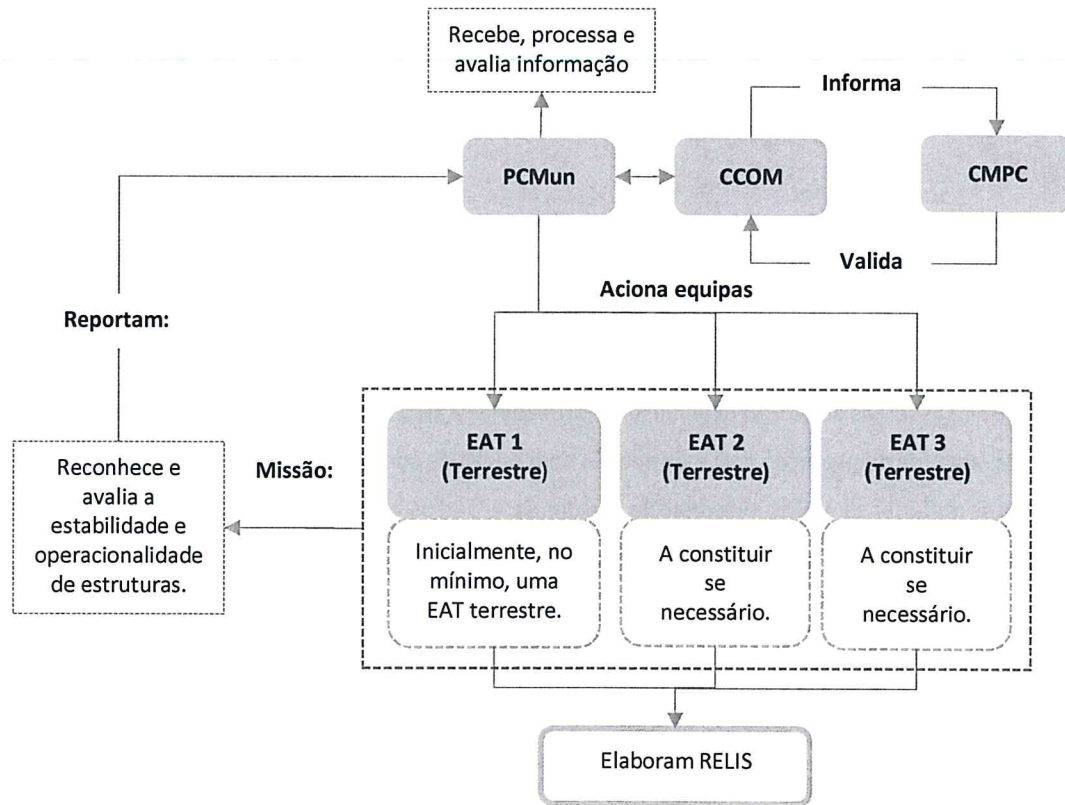 Recebe, processa e
avalia informação
Informa
PCMun
CCOM
CMPC
Valida
Aciona equipas
Reportam:
EAT 1
(Terrestre)
EAT 2
(Terrestre)
EAT 3
(Terrestre)
Missão:
Reconhece e
avalia a
estabilidade e
operacionalidade
de estruturas.
Inicialmente, no
mínimo, uma
EAT terrestre.
A constituir
se
necessário.
A constituir
se
necessário.
Elaboram RELIS